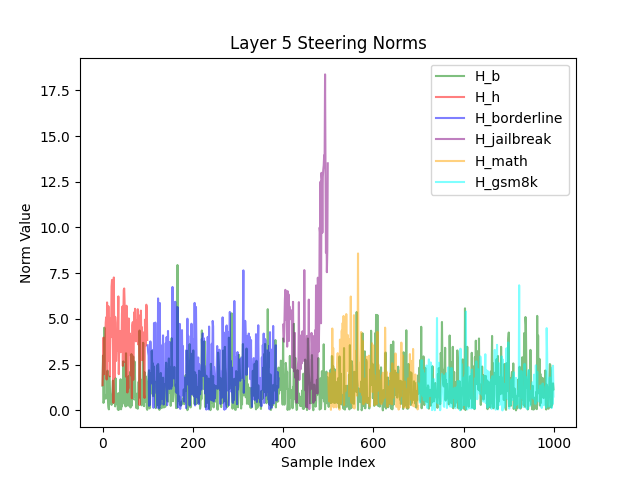 Layer 5 Steering Norms
H_b
H_h
H_borderline
H_jailbreak
H_math
H_gsm8k
Norm Value
17.5
15.0
12.5
10.0
7.5
5.0
2.5
0.0
0
200
400
600
800
1000
Sample Index